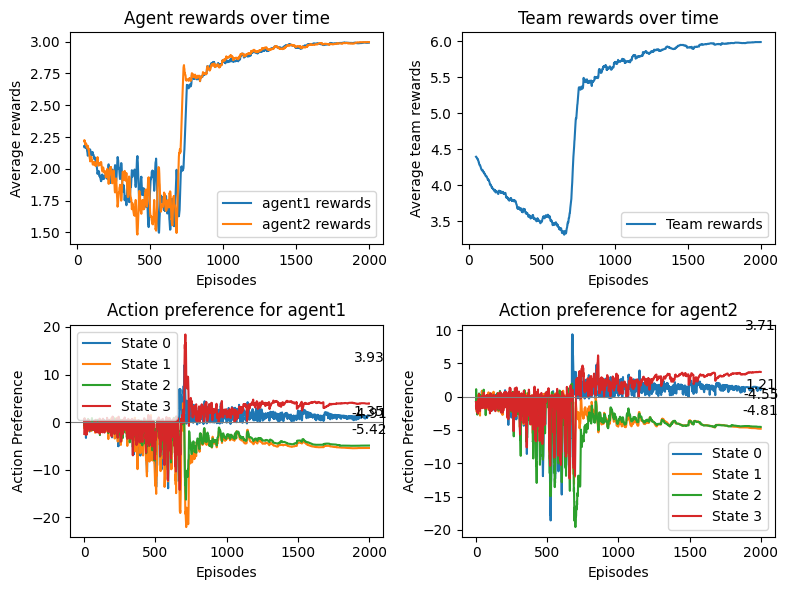 Agent rewards over time
Average rewards
3.00
2.75
2.50
2.25
2.00
1.75
1.50
agent1 rewards
agent2 rewards
0 500 1000 1500 2000
Episodes
Team rewards over time
Average team rewards
6.0
5.5
5.0
4.5
4.0
3.5
Team rewards
0 500 1000 1500 2000
Episodes
Action preference for agent1
Action Preference
20
10
0
−10
−20
State 0
State 1
State 2
State 3
3.93
1.35
-4.91
-5.42
0 500 1000 1500 2000
Episodes
Action preference for agent2
Action Preference
10
5
0
−5
−10
−15
−20
3.71
1.21
-4.55
-4.81
State 0
State 1
State 2
State 3
0 500 1000 1500 2000
Episodes